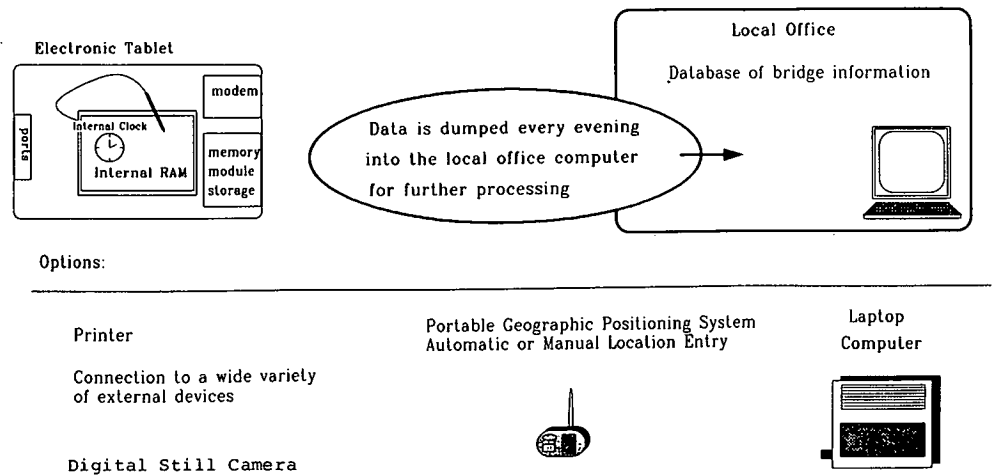 Electronic Tablet
modem
Internal Clock
ports
Internal RAM
memory
module
storage
Data is dumped every evening
into the local office computer
for further processing
Local Office
Database of bridge information
Options:
Printer
Connection to a wide variety
of external devices
Digital Still Camera
Portable Geographic Positioning System
Automatic or Manual Location Entry
Laptop
Computer